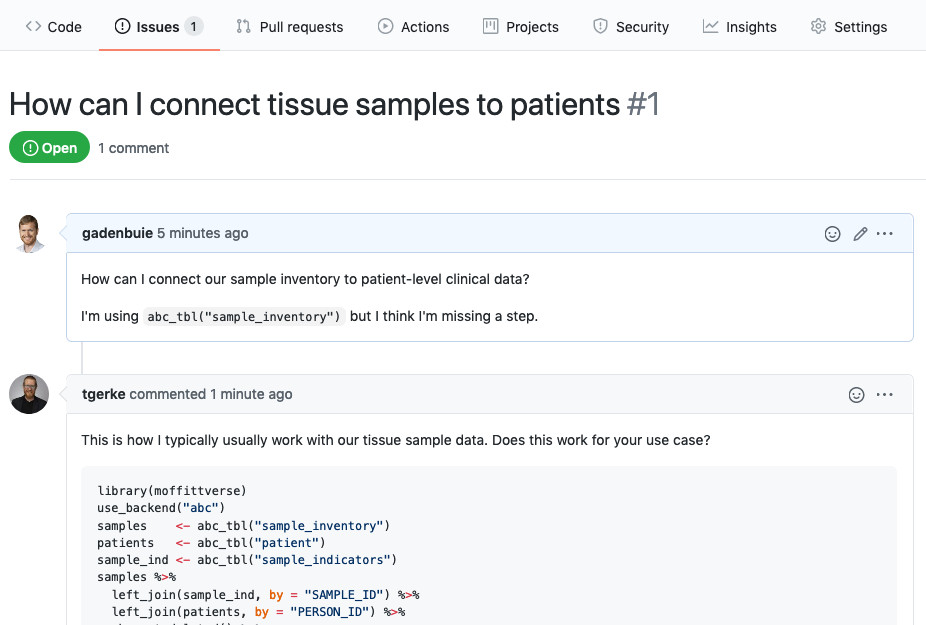 Code Issues 1 Pull requests Actions Projects Security Insights Settings
How can I connect tissue samples to patients #1
Open 1 comment
gadenbuie 5 minutes ago
How can I connect our sample inventory to patient-level clinical data?
I'm using abc_tbl("sample_inventory") but I think I'm missing a step.
tgerke commented 1 minute ago
This is how I typically usually work with our tissue sample data. Does this work for your use case?
library(moffittverse)
use_backend("abc")
samples    <- abc_tbl("sample_inventory")
patients   <- abc_tbl("patient")
sample_ind <- abc_tbl("sample_indicators")
samples %>%
  left_join(sample_ind, by = "SAMPLE_ID") %>%
  left_join(patients, by = "PERSON_ID") %>%